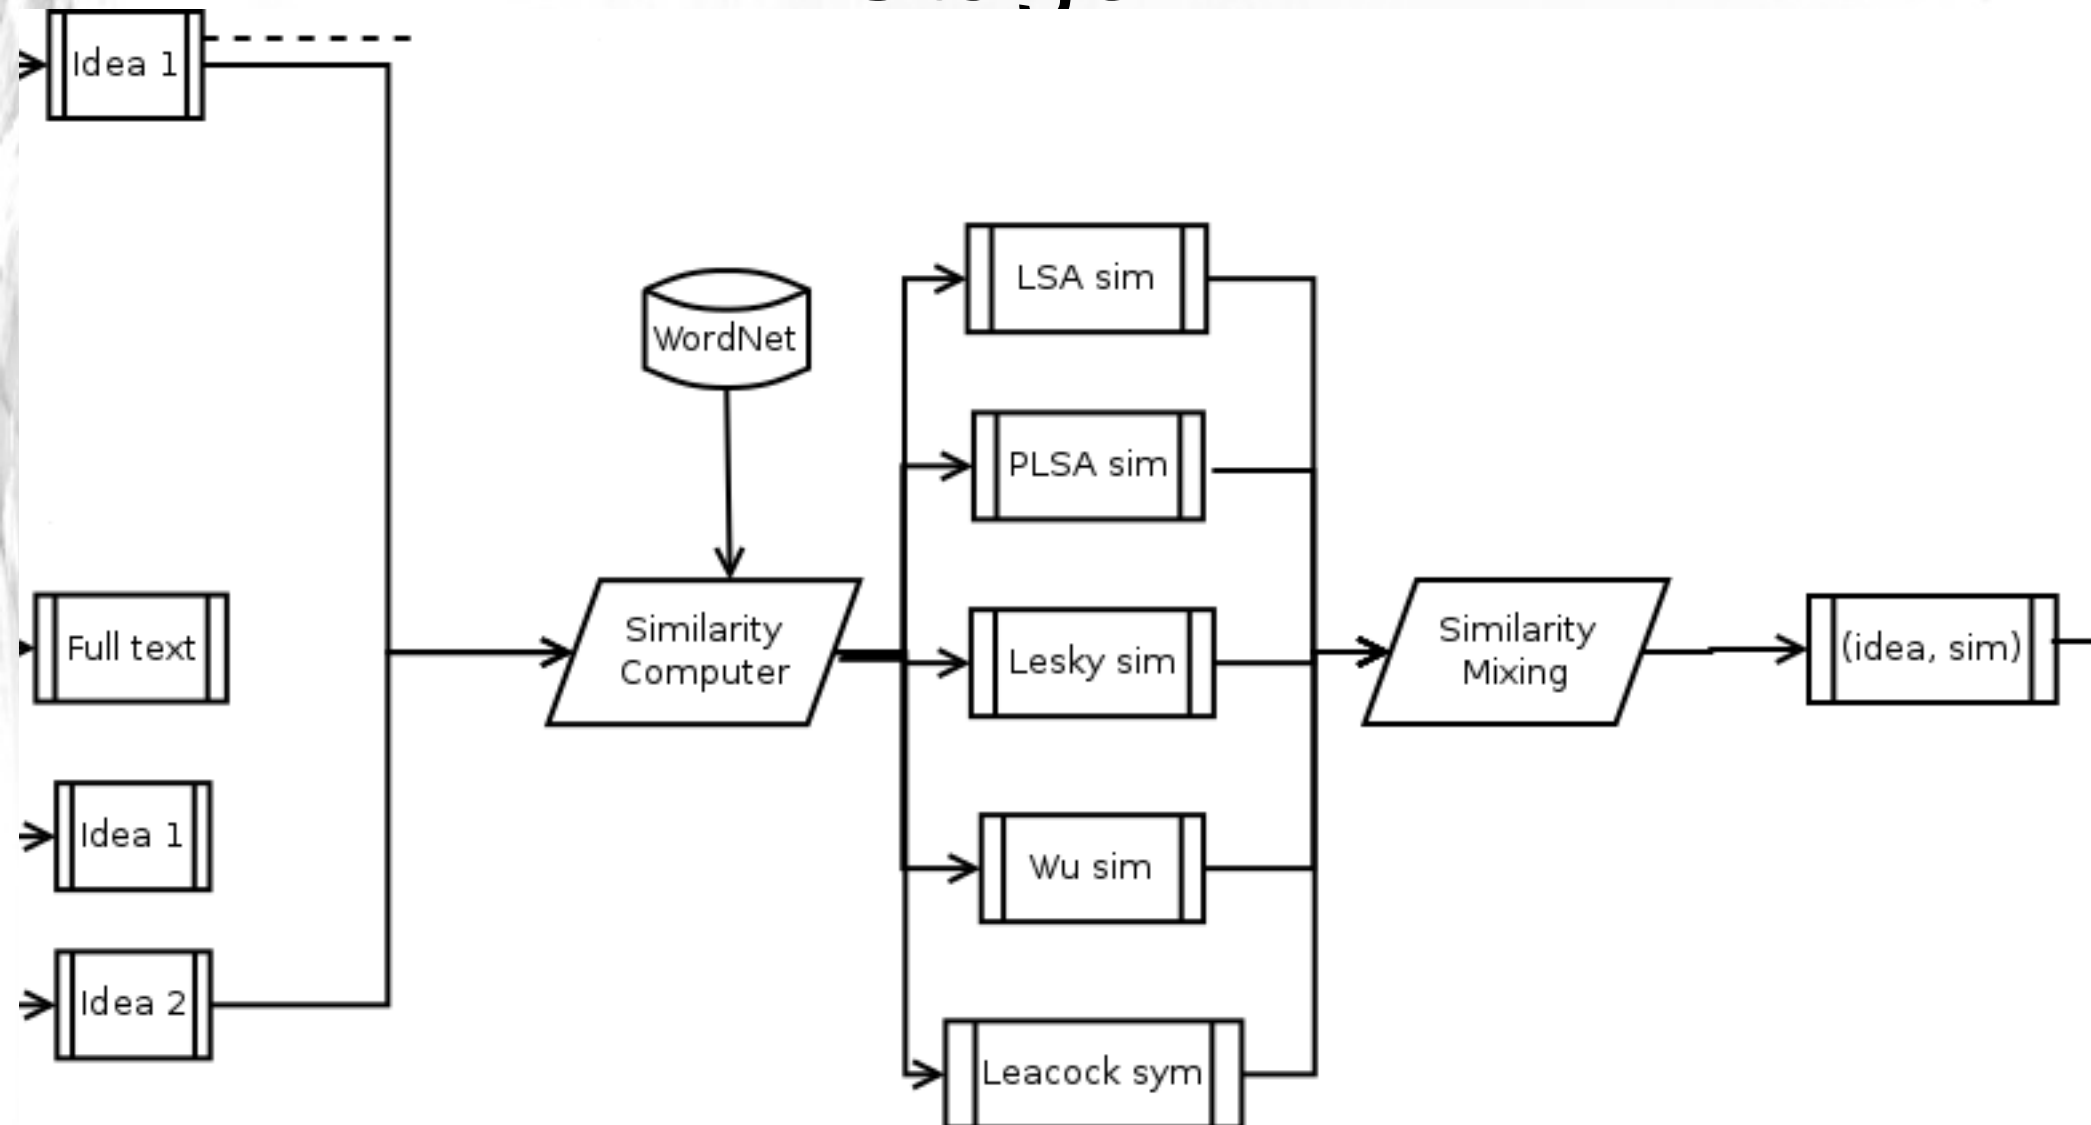 Idea 1
LSA sim
WordNet
PLSA sim
Full text
Similarity
Computer
Lesky sim
Similarity
Mixing
(idea, sim)
Idea 1
Wu sim
Idea 2
Leacock sym